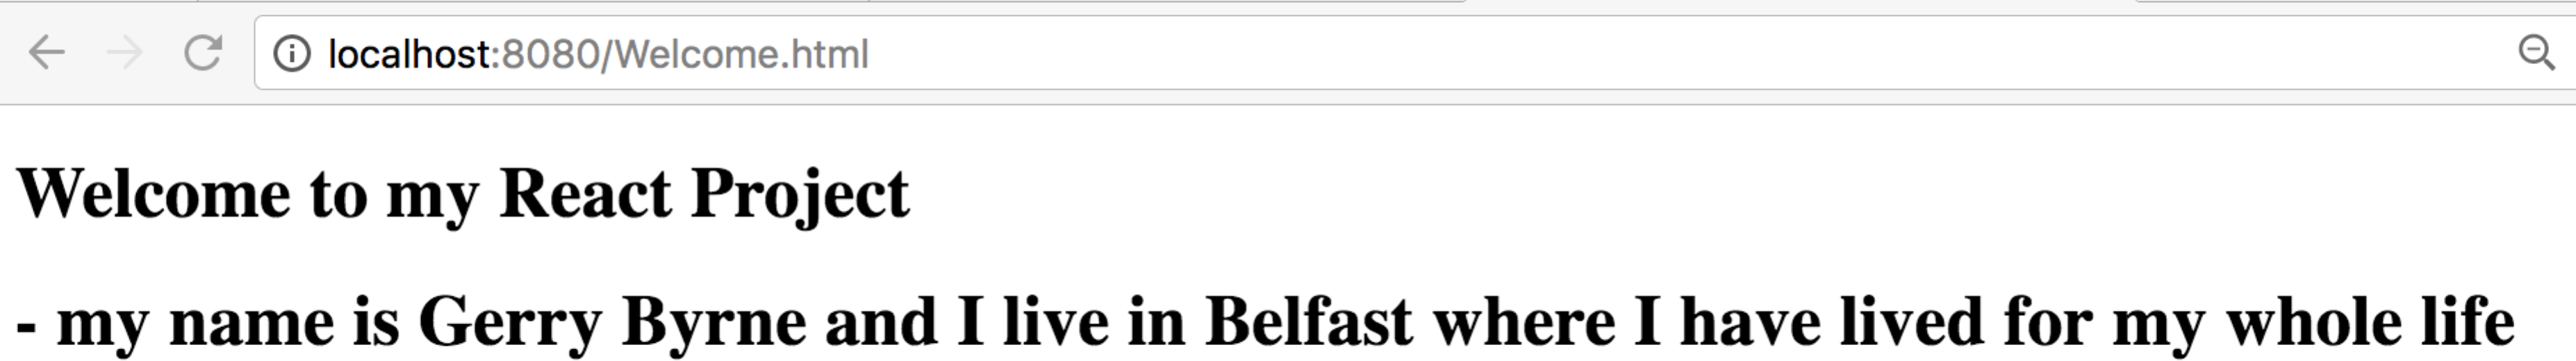 localhost:8080/Welcome.html
Welcome to my React Project
- my name is Gerry Byrne and I live in Belfast where I have lived for my whole life